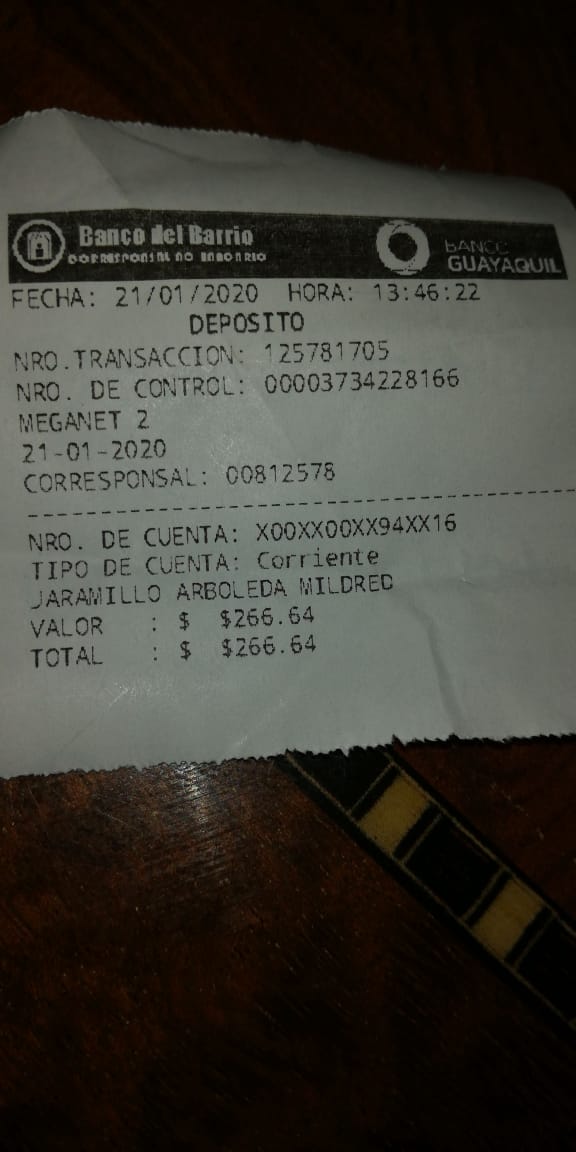 Banco del Barrio
CORRESPONSAL NO BANCARIO
BANCO
GUAYAQUIL
FECHA: 21/01/2020 HORA: 13:46:22
DEPOSITO
NRO.TRANSACCION: 125781705
NRO. DE CONTROL: 00003734228166
MEGANET 2
21-01-2020
CORRESPONSAL: 00812578
NRO. DE CUENTA: X00XX00XX94XX16
TIPO DE CUENTA: Corriente
JARAMILLO ARBOLEDA MILDRED
VALOR : $ $266.64
TOTAL : $ $266.64